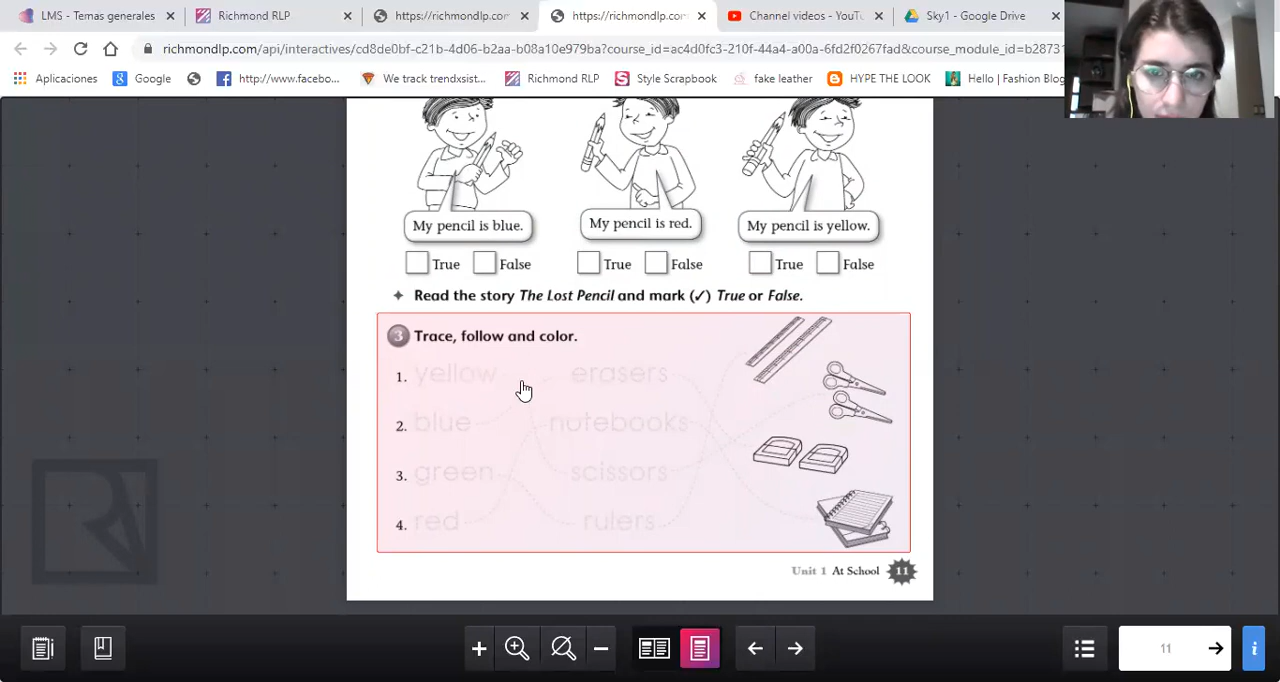 LMS - Temas generales
Richmond RLP
https://richmondlp.com
https://richmondlp.com
Channel videos - YouTu
Sky1 - Google Drive
richmondlp.com/api/interactives/cd8de0bf-c21b-4d06-b2aa-b08a10e979ba?course_id=ac4d0fc3-210f-44a4-a00a-6fd2f0267fad&course_module_id=b28731
Aplicaciones
Google
http://www.facebo...
We track trendxsist...
Richmond RLP
Style Scrapbook
fake leather
HYPE THE LOOK
Hello | Fashion Blog
My pencil is blue.
My pencil is red.
My pencil is yellow.
True False
True False
True False
Read the story The Lost Pencil and mark (✓) True or False.
3 Trace, follow and color.
1. yellow erasers
2. blue notebooks
3. green scissors
4. red rulers
Unit 1 At School 11
11